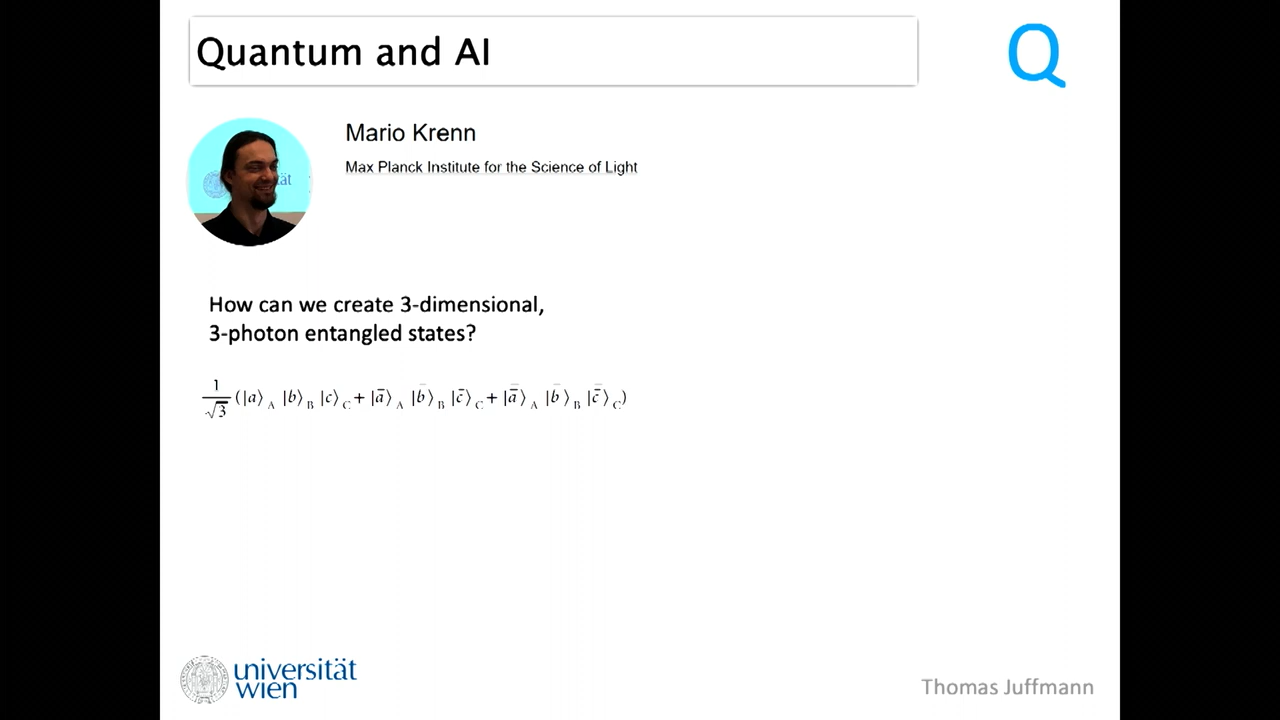 Quantum and AI
Q
Mario Krenn
Max Planck Institute for the Science of Light
ät
How can we create 3-dimensional,
3-photon entangled states?
1/√3 (|a⟩_A |b⟩_B |c⟩_C + |ā⟩_A |b̄⟩_B |c̄⟩_C + |a̿⟩_A |b̿⟩_B |c̿⟩_C)
universität
wien
Thomas Juffmann